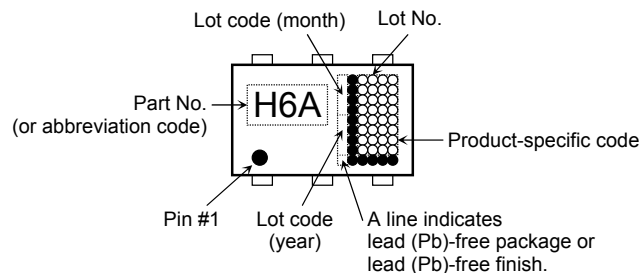 Lot code (month)
Lot No.
Part No.
(or abbreviation code)
H6A
Product-specific code
Pin #1
Lot code
(year)
A line indicates
lead (Pb)-free package or
lead (Pb)-free finish.